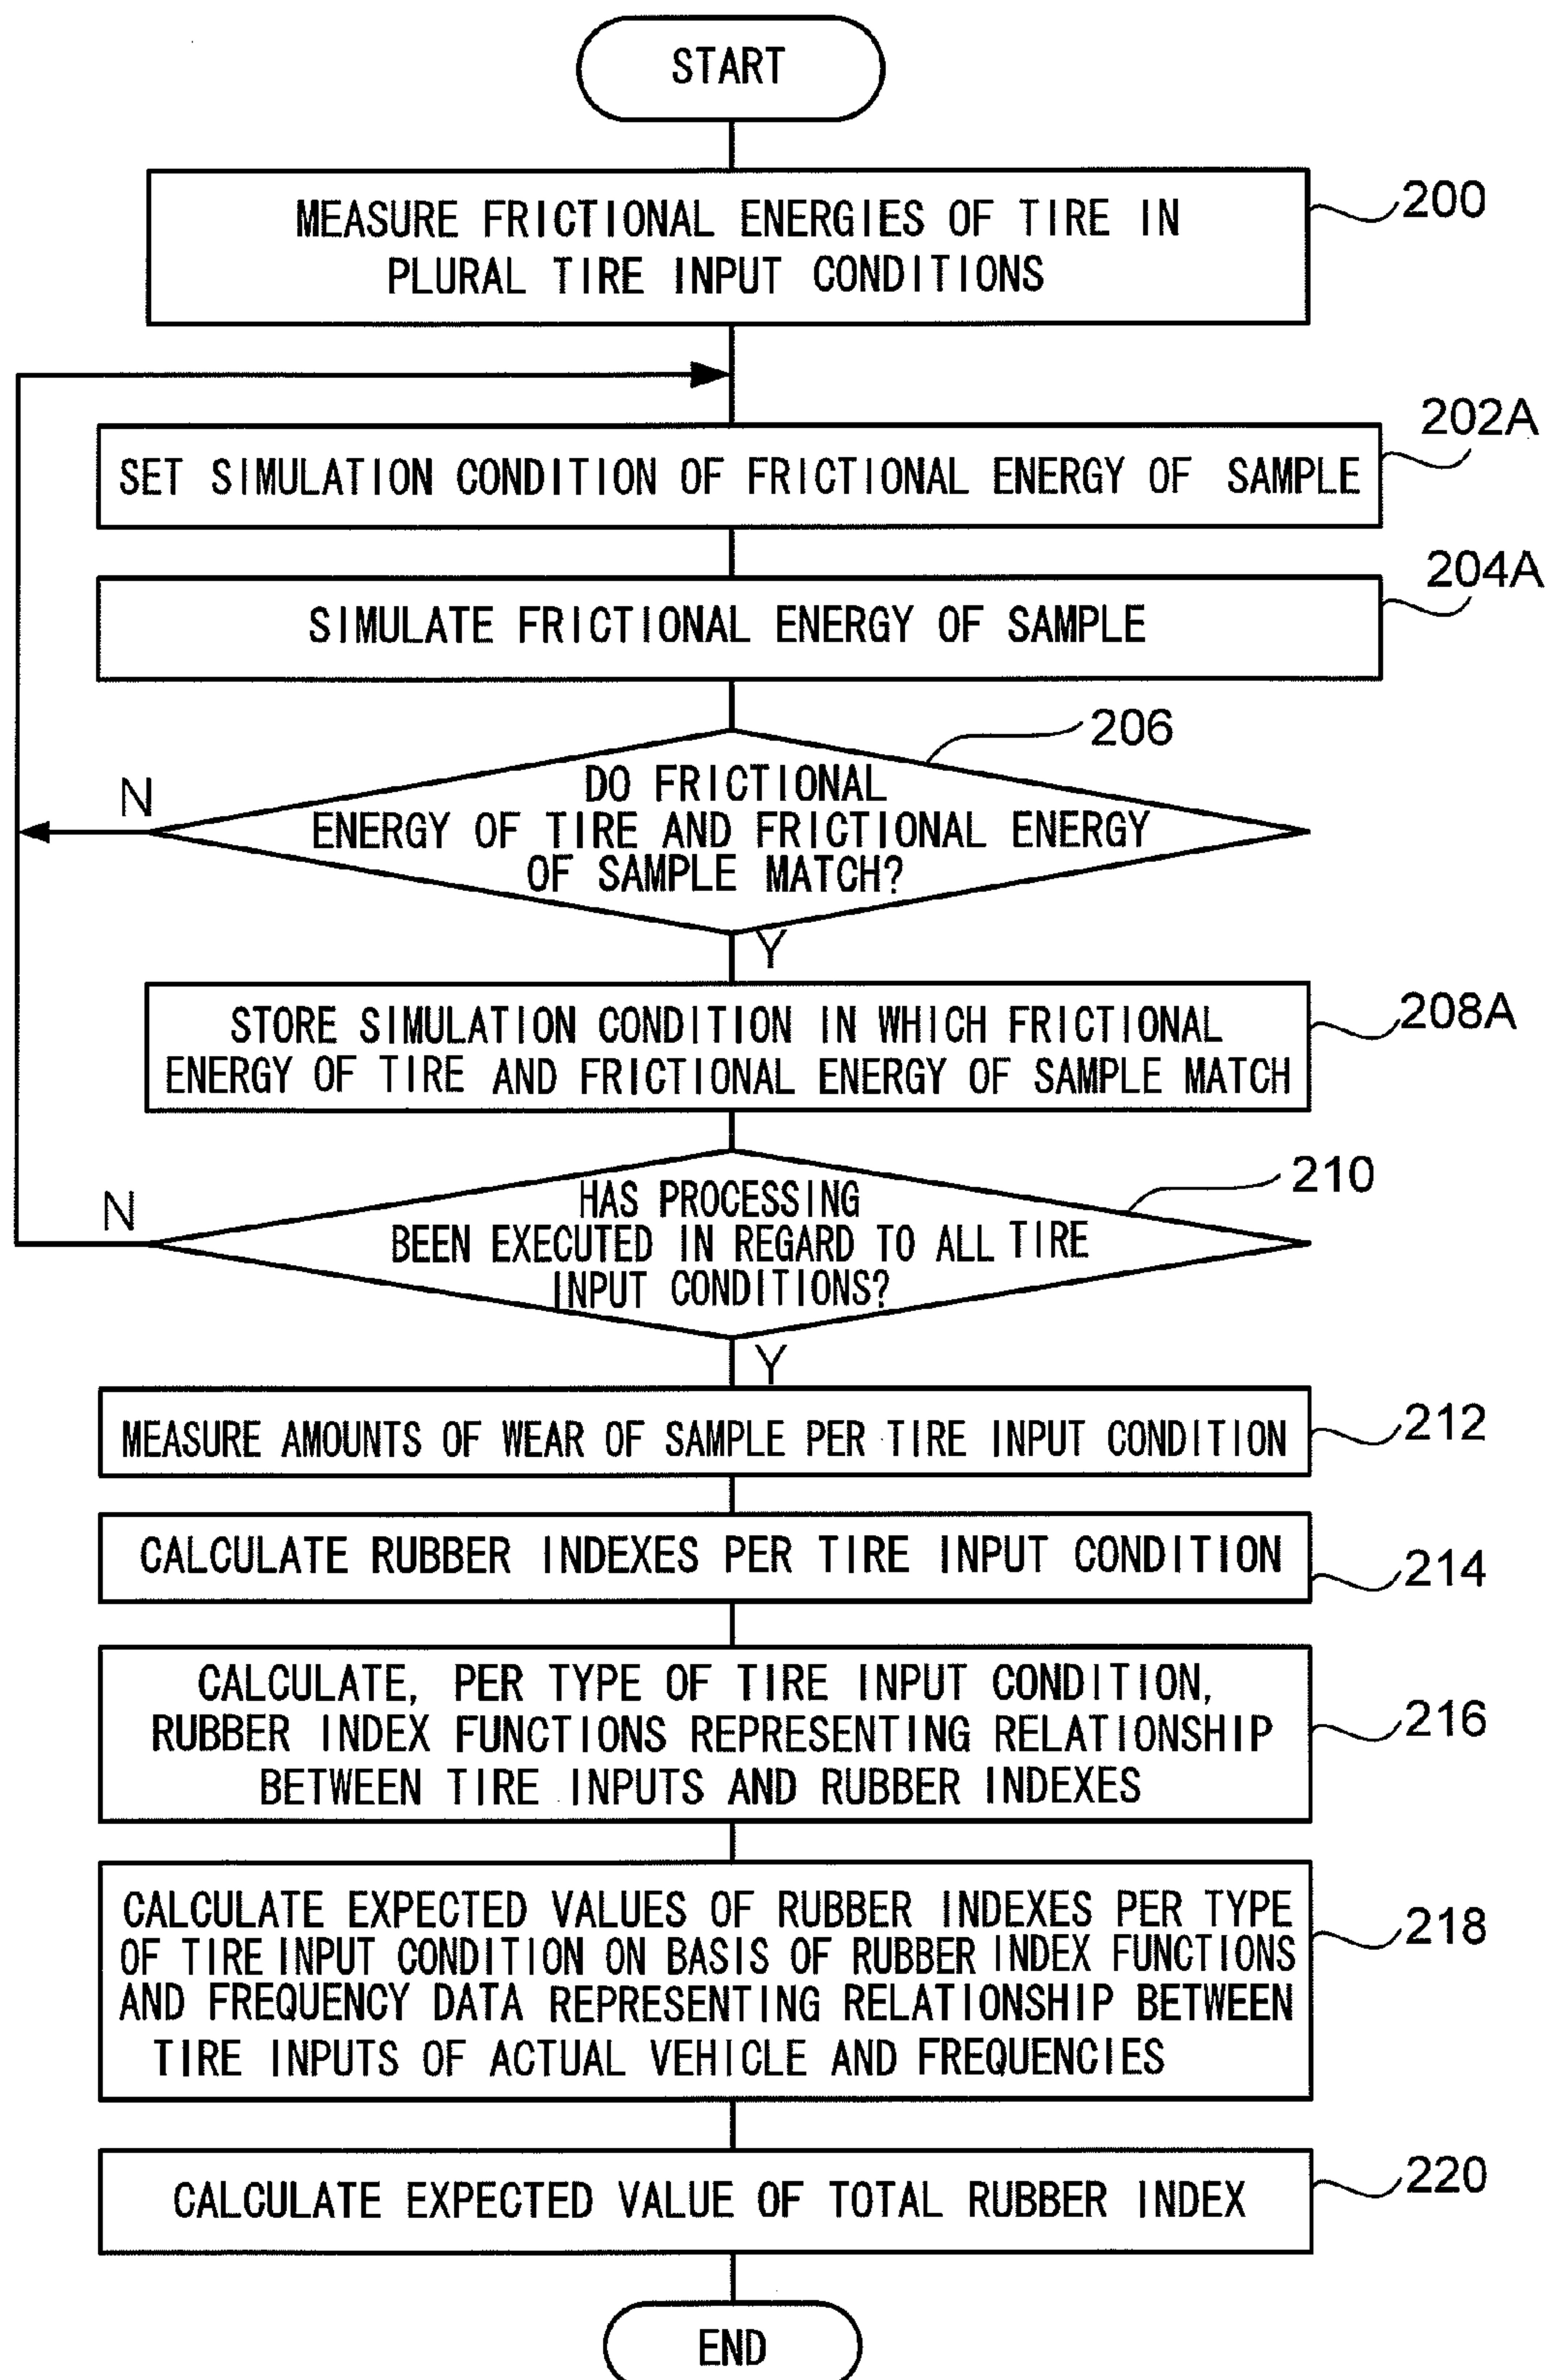 START
MEASURE FRICTIONAL ENERGIES OF TIRE IN
PLURAL TIRE INPUT CONDITIONS
200
202A
SET SIMULATION CONDITION OF FRICTIONAL ENERGY OF SAMPLE
204A
SIMULATE FRICTIONAL ENERGY OF SAMPLE
206
N
DO FRICTIONAL
ENERGY OF TIRE AND FRICTIONAL ENERGY
OF SAMPLE MATCH?
Y
STORE SIMULATION CONDITION IN WHICH FRICTIONAL
ENERGY OF TIRE AND FRICTIONAL ENERGY OF SAMPLE MATCH
208A
210
N
HAS PROCESSING
BEEN EXECUTED IN REGARD TO ALL TIRE
INPUT CONDITIONS?
Y
MEASURE AMOUNTS OF WEAR OF SAMPLE PER TIRE INPUT CONDITION
212
CALCULATE RUBBER INDEXES PER TIRE INPUT CONDITION
214
CALCULATE, PER TYPE OF TIRE INPUT CONDITION,
RUBBER INDEX FUNCTIONS REPRESENTING RELATIONSHIP
BETWEEN TIRE INPUTS AND RUBBER INDEXES
216
CALCULATE EXPECTED VALUES OF RUBBER INDEXES PER TYPE
OF TIRE INPUT CONDITION ON BASIS OF RUBBER INDEX FUNCTIONS
AND FREQUENCY DATA REPRESENTING RELATIONSHIP BETWEEN
TIRE INPUTS OF ACTUAL VEHICLE AND FREQUENCIES
218
CALCULATE EXPECTED VALUE OF TOTAL RUBBER INDEX
220
END